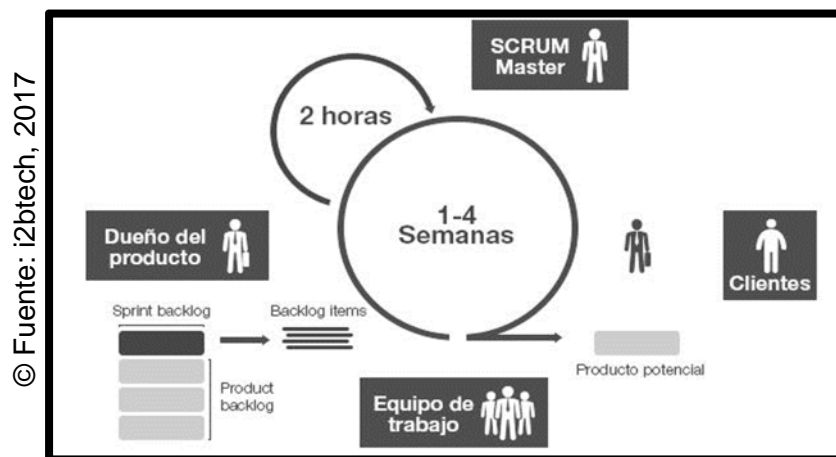 © Fuente: i2btech, 2017
SCRUM
Master
2 horas
1-4
Semanas
Dueño del
producto
Clientes
Sprint backlog
Backlog items
Product
backlog
Producto potencial
Equipo de
trabajo